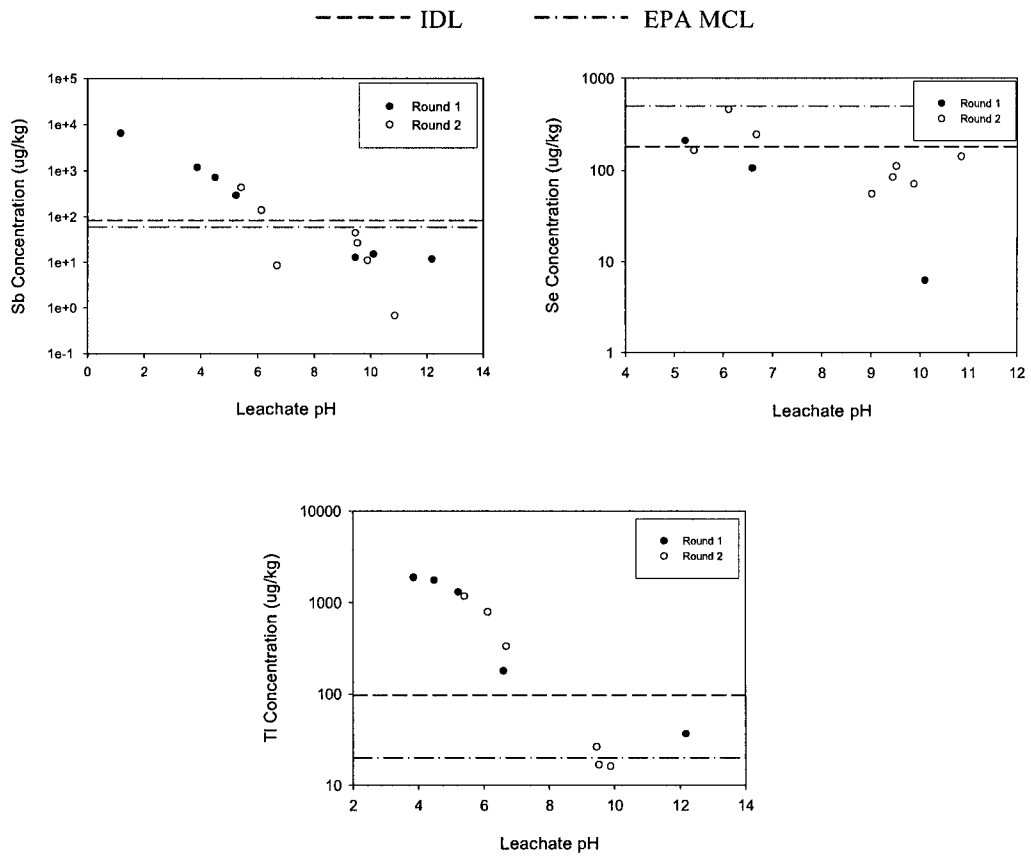 IDL EPA MCL
1e+5
1e+4
1e+3
1e+2
1e+1
1e+0
1e-1
0 2 4 6 8 10 12 14
Sb Concentration (ug/kg)
Leachate pH
Round 1
Round 2
1000
100
10
1
4 5 6 7 8 9 10 11 12
Se Concentration (ug/kg)
Leachate pH
Round 1
Round 2
10000
1000
100
10
2 4 6 8 10 12 14
Tl Concentration (ug/kg)
Leachate pH
Round 1
Round 2